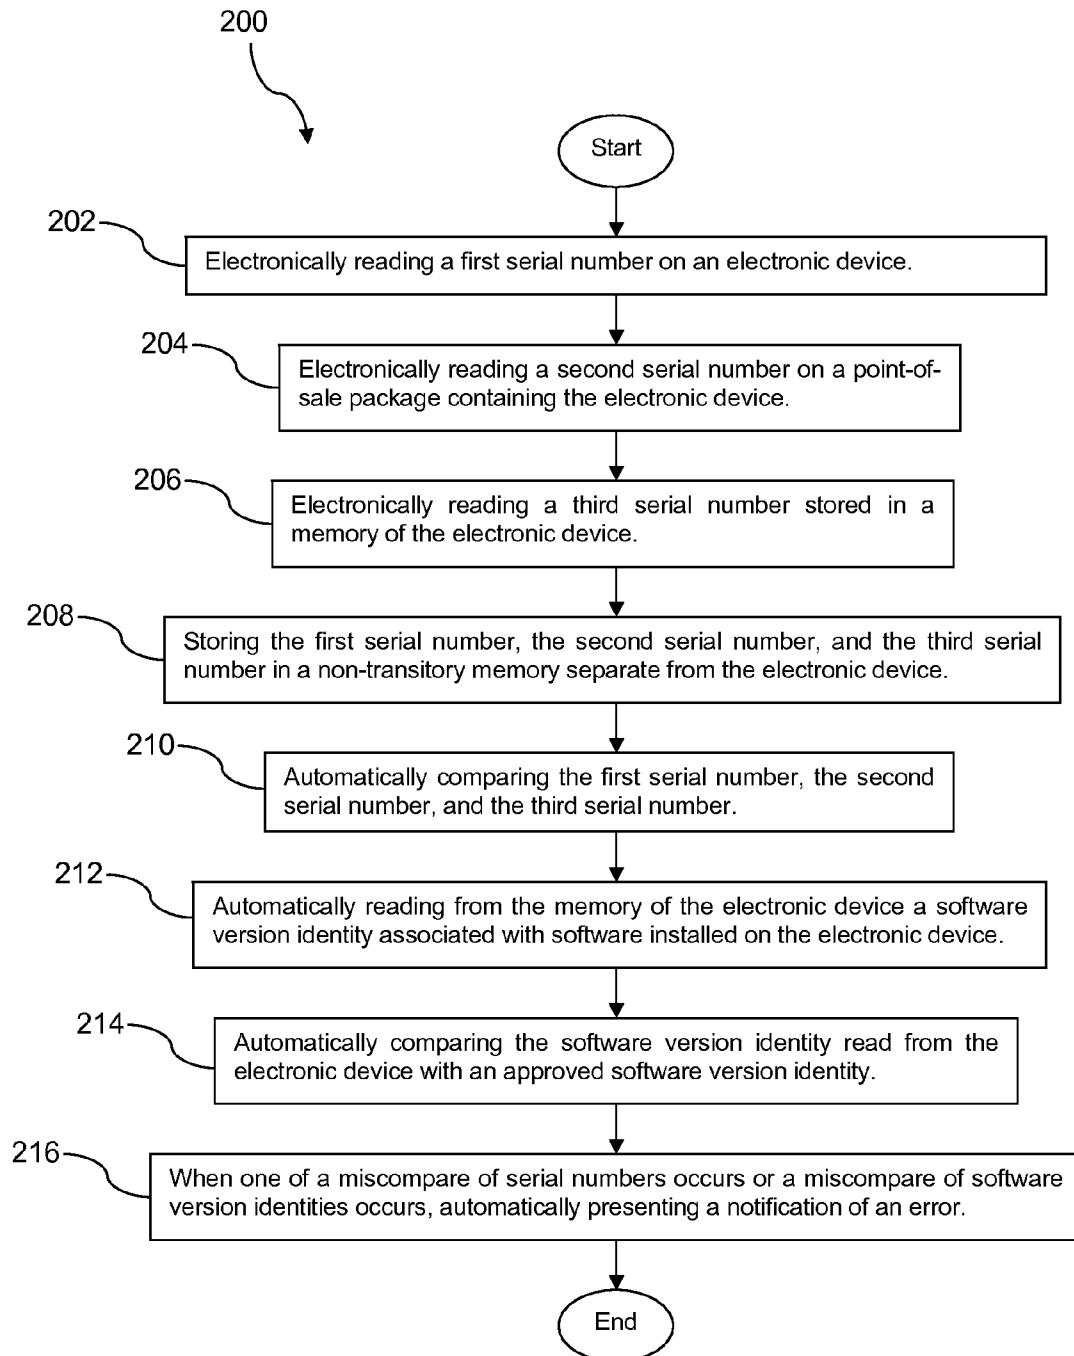 200
Start
202
Electronically reading a first serial number on an electronic device.
204
Electronically reading a second serial number on a point-of-
sale package containing the electronic device.
206
Electronically reading a third serial number stored in a
memory of the electronic device.
208
Storing the first serial number, the second serial number, and the third serial
number in a non-transitory memory separate from the electronic device.
210
Automatically comparing the first serial number, the second
serial number, and the third serial number.
212
Automatically reading from the memory of the electronic device a software
version identity associated with software installed on the electronic device.
214
Automatically comparing the software version identity read from the
electronic device with an approved software version identity.
216
When one of a miscompare of serial numbers occurs or a miscompare of software
version identities occurs, automatically presenting a notification of an error.
End